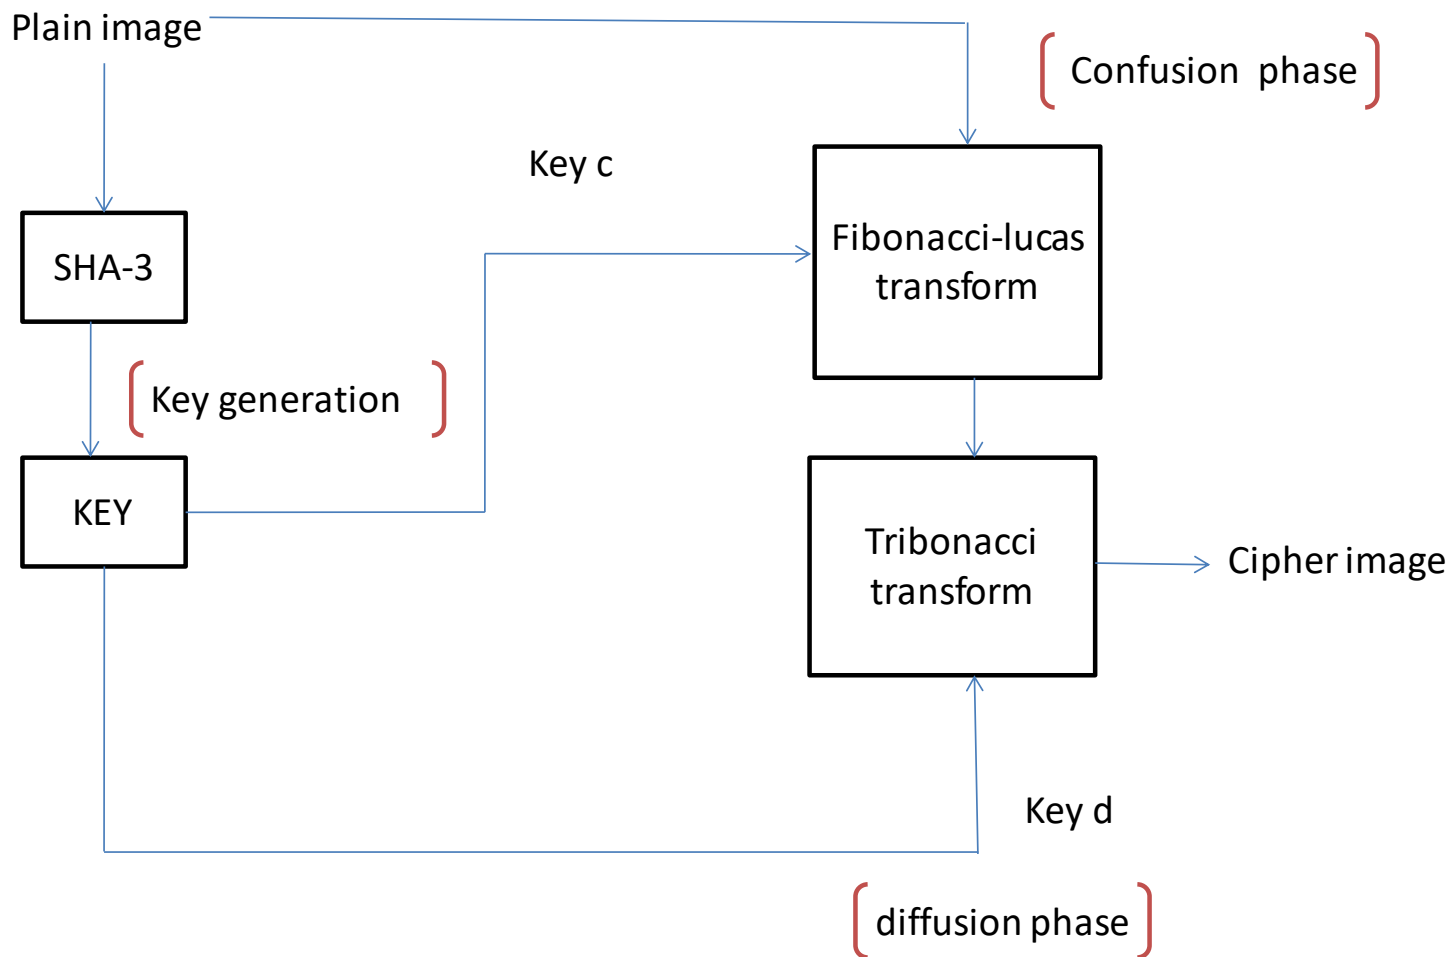 Plain image
Confusion phase
Key c
Fibonacci-lucas
transform
SHA-3
Key generation
KEY
Tribonacci
transform
Cipher image
Key d
diffusion phase